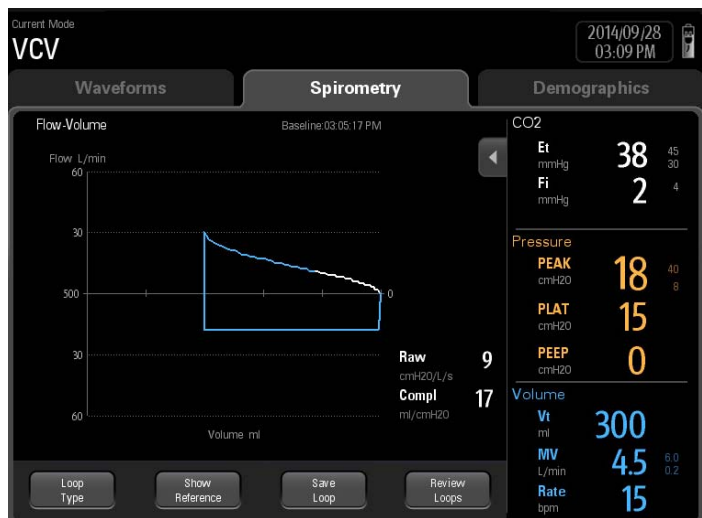 Current Mode
VCV
2014/09/28
03:09 PM
Waveforms
Spirometry
Demographics
Flow-Volume
Baseline:03:05:17 PM
Flow L/min
60
30
500
0
30
60
Volume ml
Raw 9
cmH2O/L/s
Compl 17
ml/cmH2O
CO2
Et 38 45
mmHg 30
Fi 2 4
mmHg
Pressure
PEAK 18 40
cmH2O 8
PLAT 15
cmH2O
PEEP 0
cmH2O
Volume
Vt 300
ml
MV 4.5 6.0
L/min 0.2
Rate 15
bpm
Loop
Type
Show
Reference
Save
Loop
Review
Loops